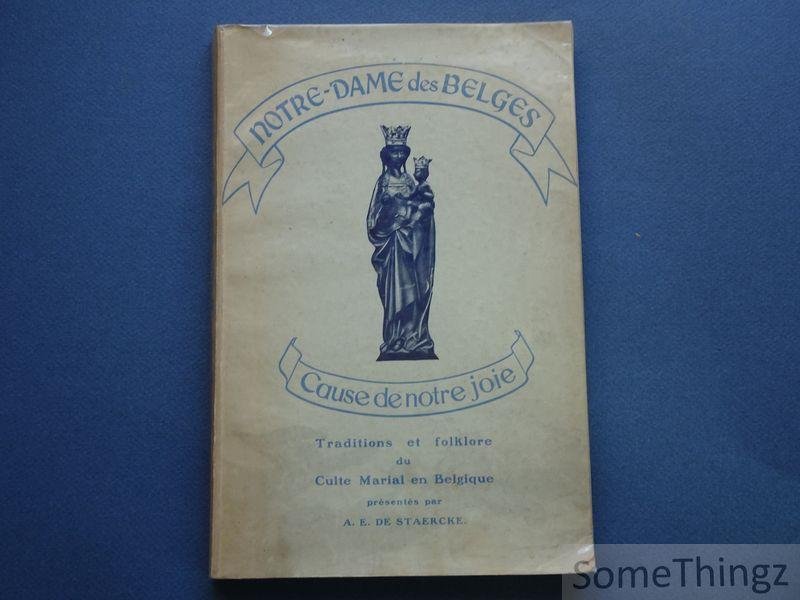 NOTRE-DAME des BELGES
Cause de notre joie
Traditions et folklore
du
Culte Marial en Belgique
présentés par
A. E. DE STAERCKE.
SomeThingz